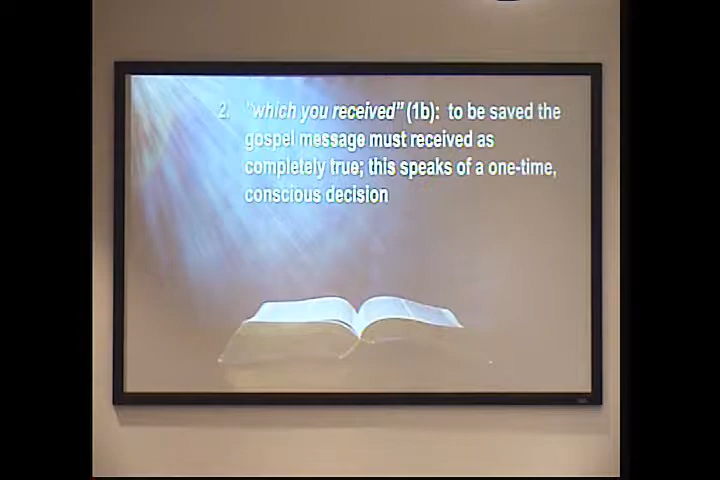 2. "which you received" (1b): to be saved the
gospel message must received as
completely true; this speaks of a one-time,
conscious decision